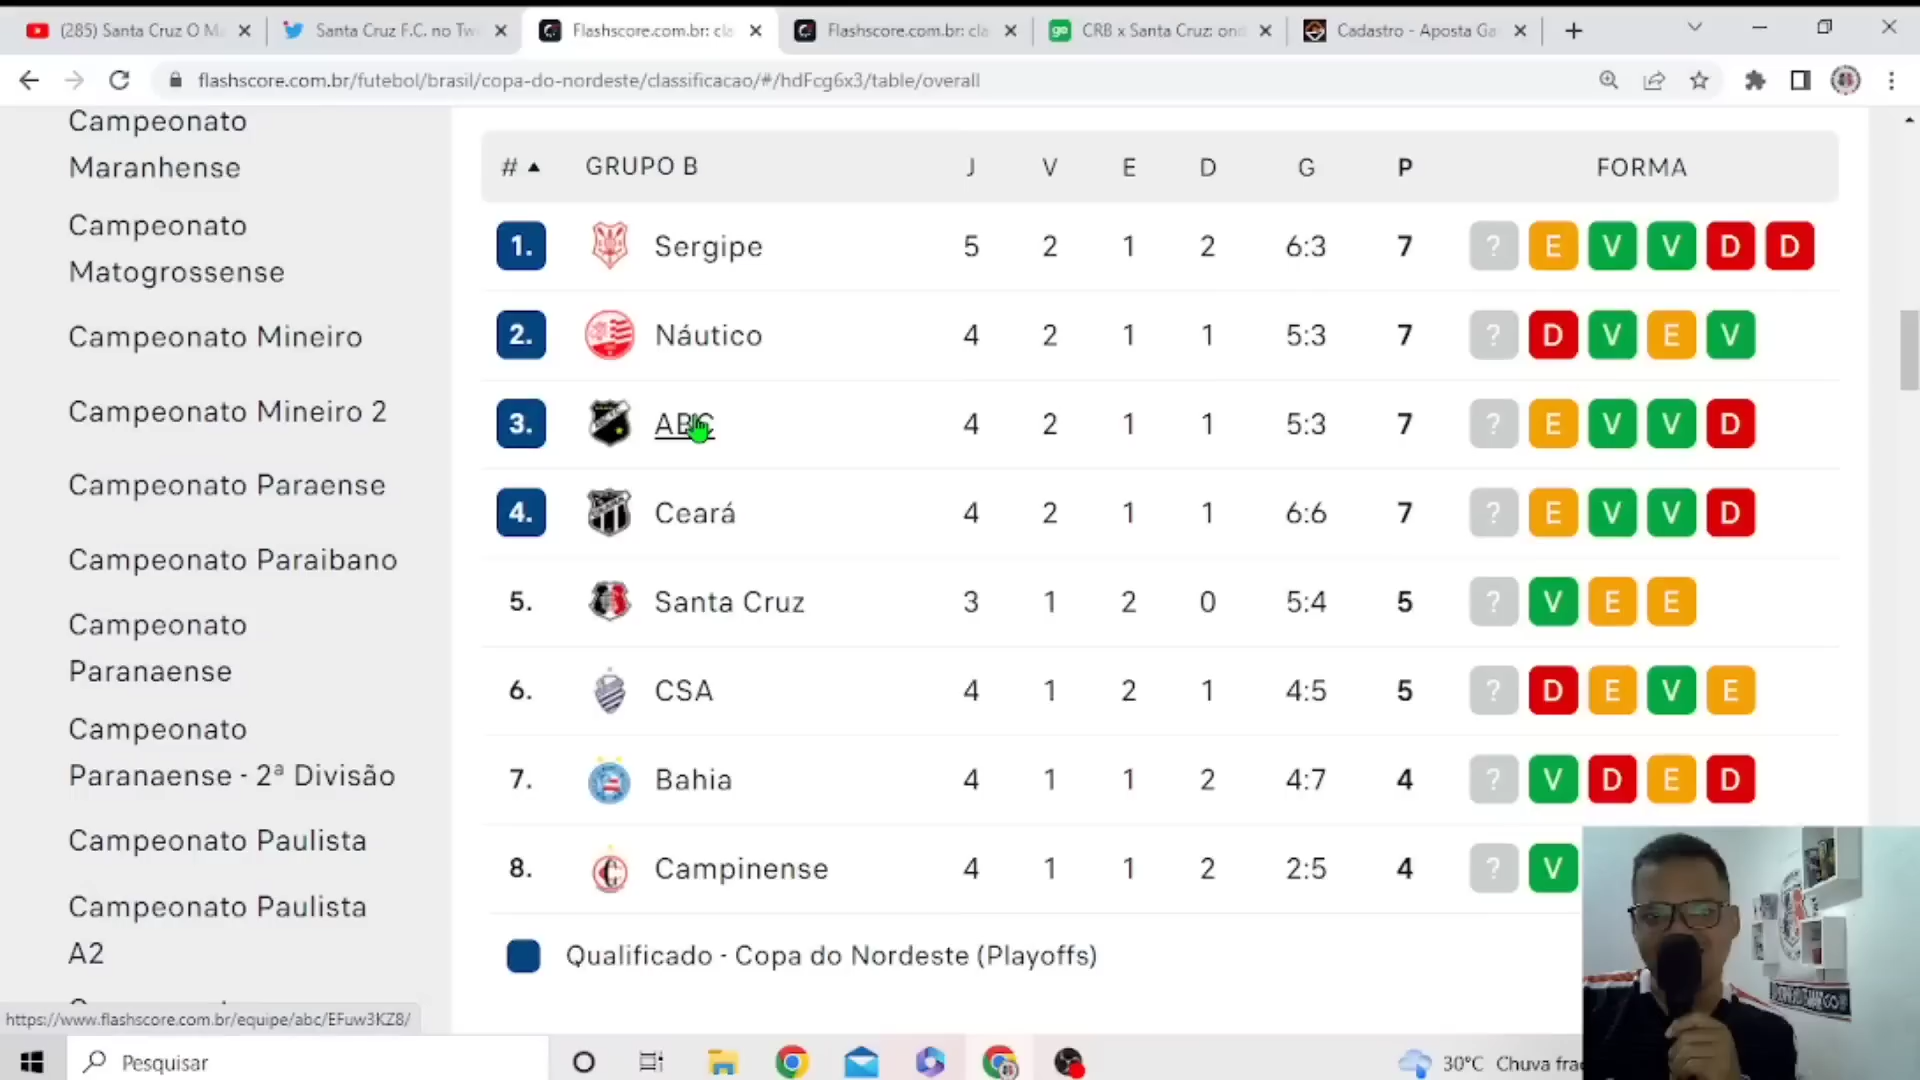 (285) Santa Cruz O M
Santa Cruz F.C. no Tw
Flashscore.com.br: cla
Flashscore.com.br: cla
CRB x Santa Cruz: ond
Cadastro - Aposta Ga
flashscore.com.br/futebol/brasil/copa-do-nordeste/classificacao/#/hdFcg6x3/table/overall
Campeonato
Maranhense
Campeonato
Matogrossense
Campeonato Mineiro
Campeonato Mineiro 2
Campeonato Paraense
Campeonato Paraibano
Campeonato
Paranaense
Campeonato
Paranaense - 2ª Divisão
Campeonato Paulista
Campeonato Paulista
A2
# GRUPO B J V E D G P FORMA
1. Sergipe 5 2 1 2 6:3 7 ? E V V D D
2. Náutico 4 2 1 1 5:3 7 ? D V E V
3. ABC 4 2 1 1 5:3 7 ? E V V D
4. Ceará 4 2 1 1 6:6 7 ? E V V D
5. Santa Cruz 3 1 2 0 5:4 5 ? V E E
6. CSA 4 1 2 1 4:5 5 ? D E V E
7. Bahia 4 1 1 2 4:7 4 ? V D E D
8. Campinense 4 1 1 2 2:5 4 ? V
Qualificado - Copa do Nordeste (Playoffs)
https://www.flashscore.com.br/equipe/abc/EFuw3KZ8/
Pesquisar
30°C Chuva fra